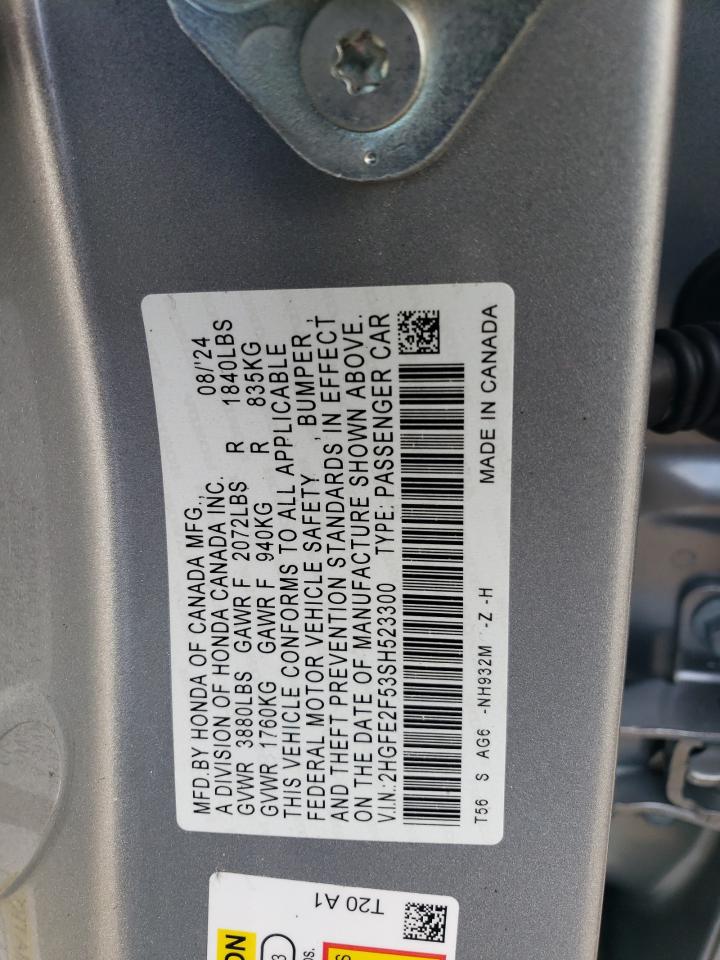 MFD.BY HONDA OF CANADA MFG., 08/'24
A DIVISION OF HONDA CANADA INC.
GVWR 3880LBS GAWR F 2072LBS R 1840LBS
GVWR 1760KG GAWR F 940KG R 835KG
THIS VEHICLE CONFORMS TO ALL APPLICABLE
FEDERAL MOTOR VEHICLE SAFETY, BUMPER,
AND THEFT PREVENTION STANDARDS IN EFFECT
ON THE DATE OF MANUFACTURE SHOWN ABOVE.
V.I.N.:2HGFE2F53SH523300 TYPE: PASSENGER CAR
MADE IN CANADA
T56 S AG6 -NH932M -Z -H
T20 A1